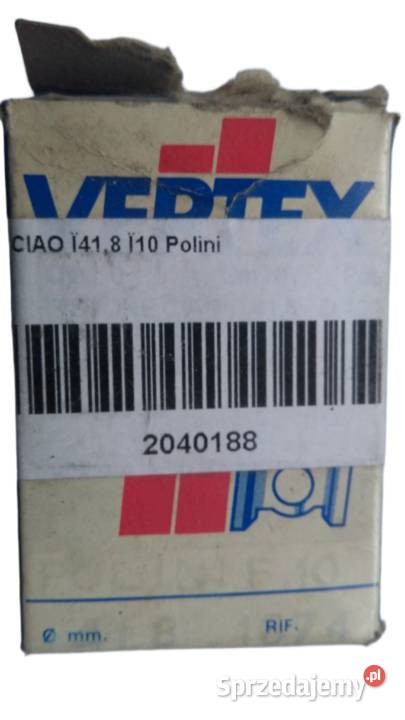 VERTEX
CIAO Ï41,8 Ï10 Polini
2040188
Ø mm.
RIF.
Sprzedajemy.pl